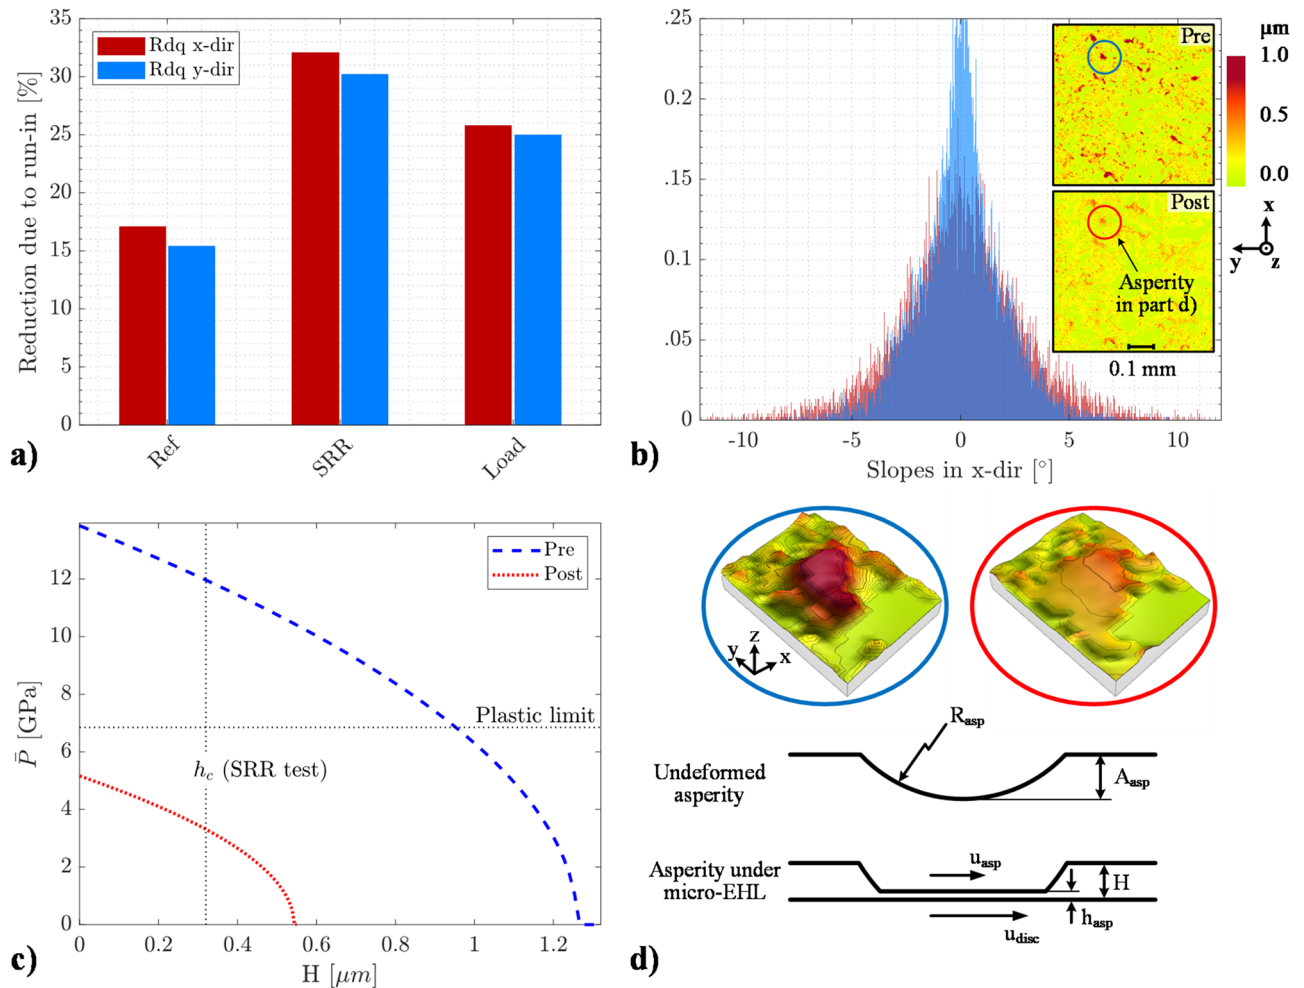 Reduction due to run-in [%]
35
30
25
20
15
10
5
0
Rdq x-dir
Rdq y-dir
Ref
SRR
Load
a)
.25
0.2
.15
0.1
.05
0
-10
-5
0
5
10
Slopes in x-dir [°]
b)
Pre
Post
Asperity
in part d)
0.1 mm
μm
1.0
0.5
0.0
x
y
z
P̄ [GPa]
12
10
8
6
4
2
0
Pre
Post
Plastic limit
h_c (SRR test)
0
0.2
0.4
0.6
0.8
1
1.2
H [μm]
c)
z
y
x
R_asp
Undeformed
asperity
A_asp
Asperity under
micro-EHL
u_asp
H
h_asp
u_disc
d)